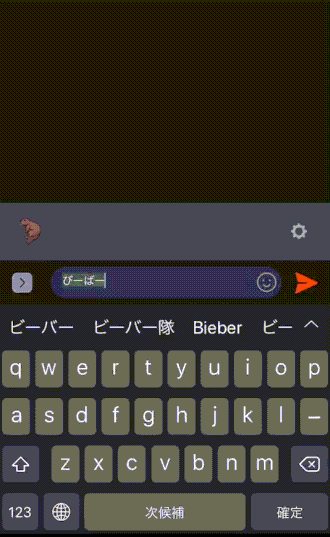 びーばー
ビーバー ビーバー隊 Bieber ビー
q w e r t y u i o p
a s d f g h j k l ー
z x c v b n m
123 次候補 確定